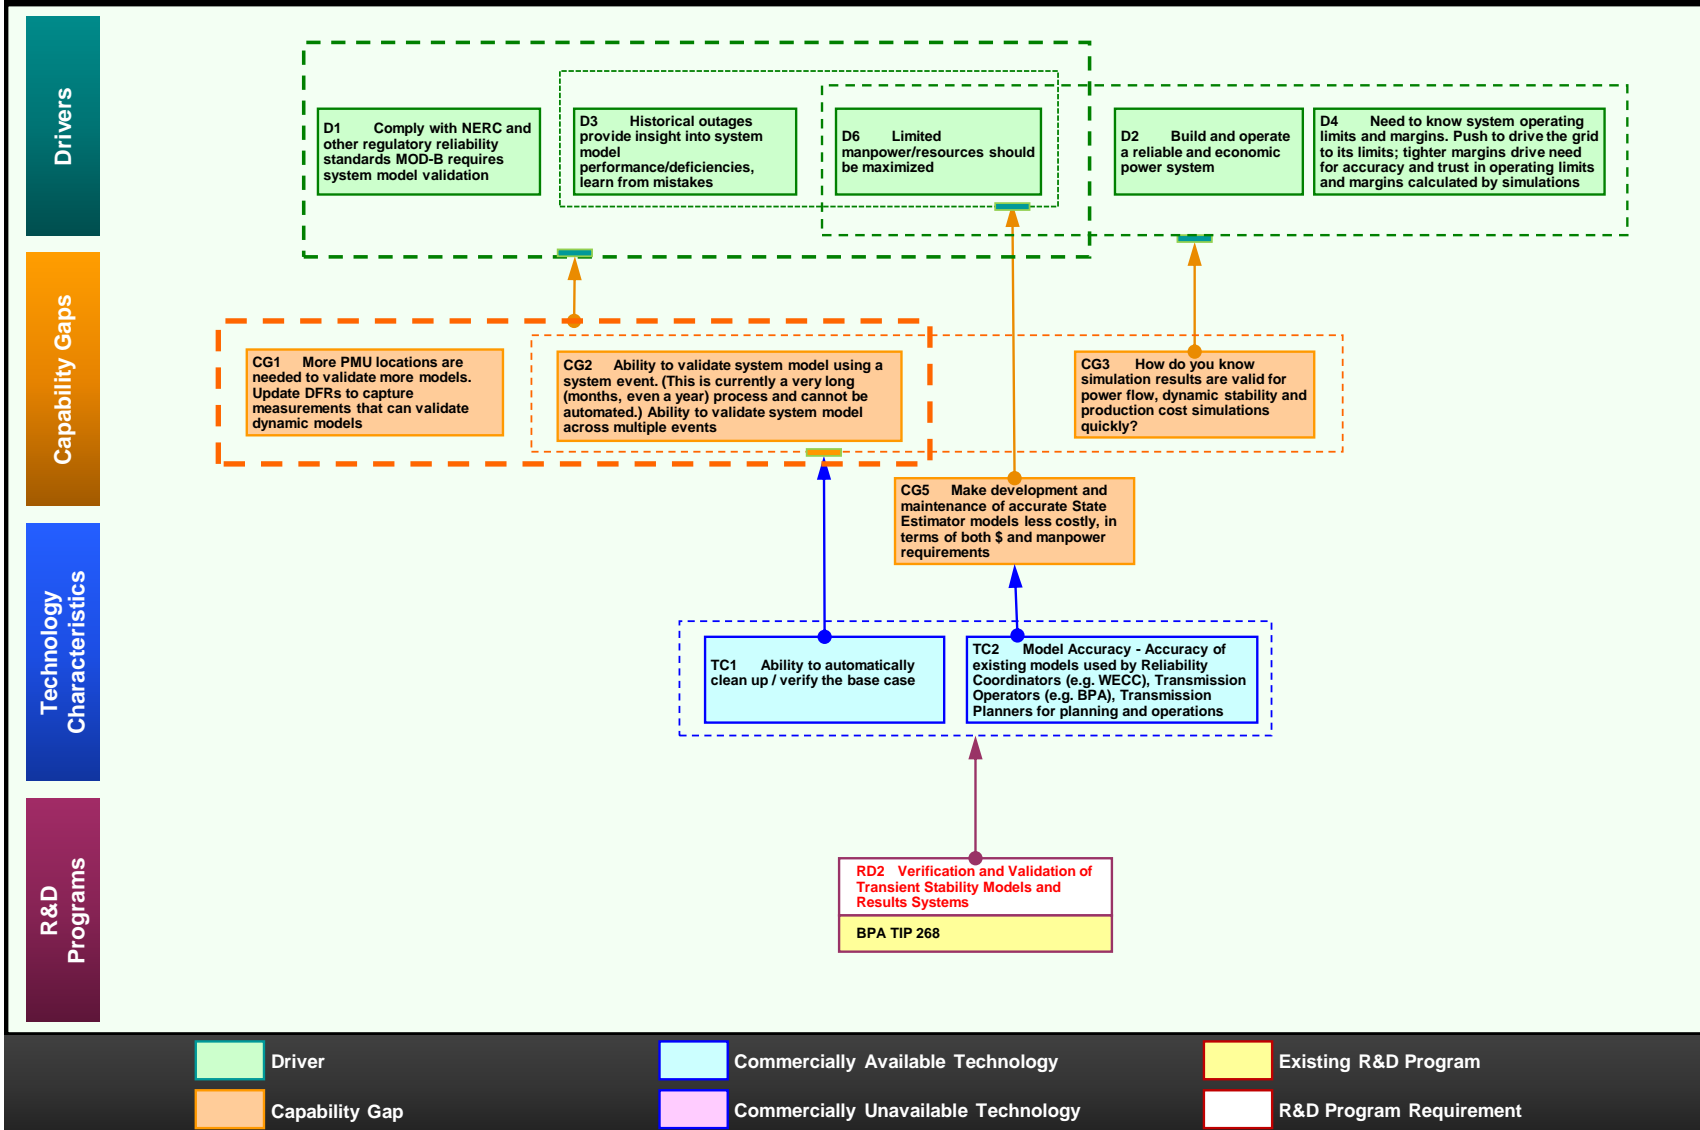 Drivers
D1 Comply with NERC and
other regulatory reliability
standards MOD-B requires
system model validation
D3 Historical outages
provide insight into system
model
performance/deficiencies,
learn from mistakes
D6 Limited
manpower/resources should
be maximized
D2 Build and operate
a reliable and economic
power system
D4 Need to know system operating
limits and margins. Push to drive the grid
to its limits; tighter margins drive need
for accuracy and trust in operating limits
and margins calculated by simulations
Capability Gaps
CG1 More PMU locations are
needed to validate more models.
Update DFRs to capture
measurements that can validate
dynamic models
CG2 Ability to validate system model using a
system event. (This is currently a very long
(months, even a year) process and cannot be
automated.) Ability to validate system model
across multiple events
CG3 How do you know
simulation results are valid for
power flow, dynamic stability and
production cost simulations
quickly?
CG5 Make development and
maintenance of accurate State
Estimator models less costly, in
terms of both $ and manpower
requirements
Technology
Characteristics
TC1 Ability to automatically
clean up / verify the base case
TC2 Model Accuracy - Accuracy of
existing models used by Reliability
Coordinators (e.g. WECC), Transmission
Operators (e.g. BPA), Transmission
Planners for planning and operations
R&D
Programs
RD2 Verification and Validation of
Transient Stability Models and
Results Systems
BPA TIP 268
Driver
Commercially Available Technology
Existing R&D Program
Capability Gap
Commercially Unavailable Technology
R&D Program Requirement